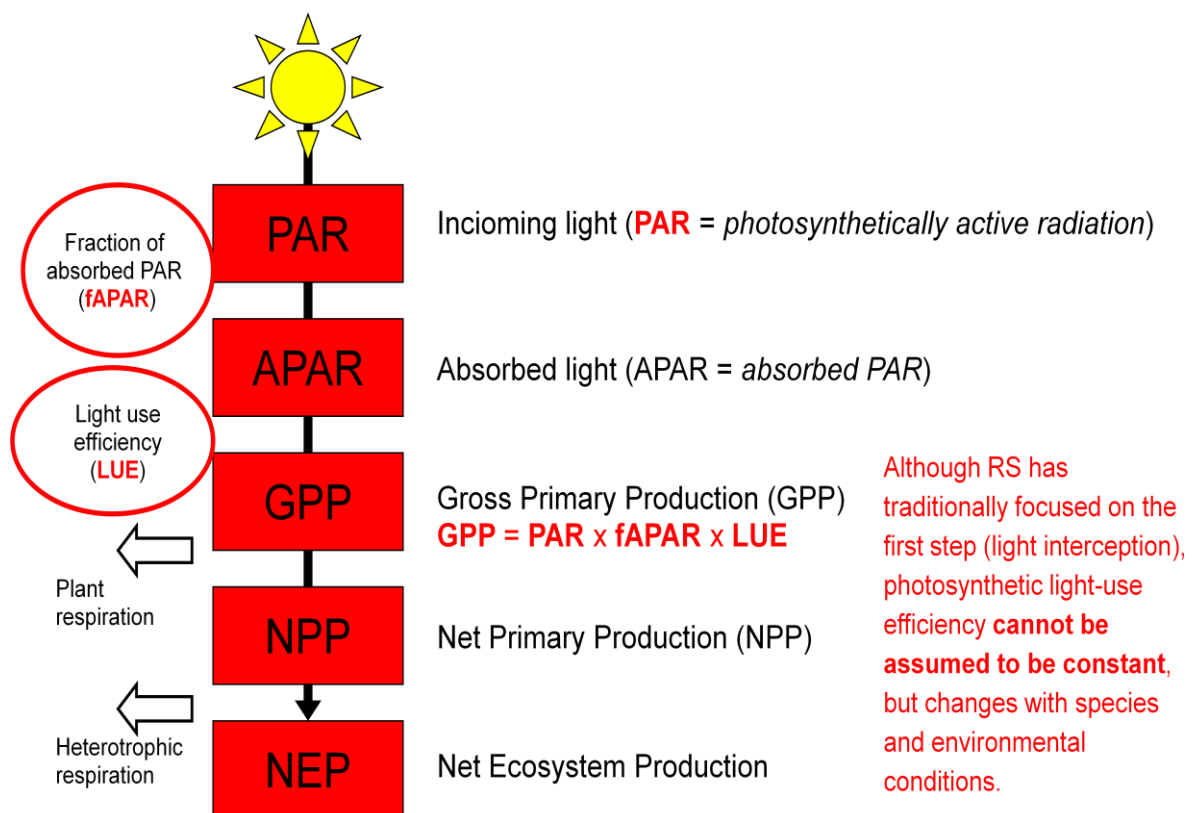 PAR
Incioming light (PAR = photosynthetically active radiation)
Fraction of
absorbed PAR
(fAPAR)
APAR
Absorbed light (APAR = absorbed PAR)
Light use
efficiency
(LUE)
GPP
Gross Primary Production (GPP)
GPP = PAR x fAPAR x LUE
Plant
respiration
NPP
Net Primary Production (NPP)
Heterotrophic
respiration
NEP
Net Ecosystem Production
Although RS has
traditionally focused on the
first step (light interception),
photosynthetic light-use
efficiency cannot be
assumed to be constant,
but changes with species
and environmental
conditions.